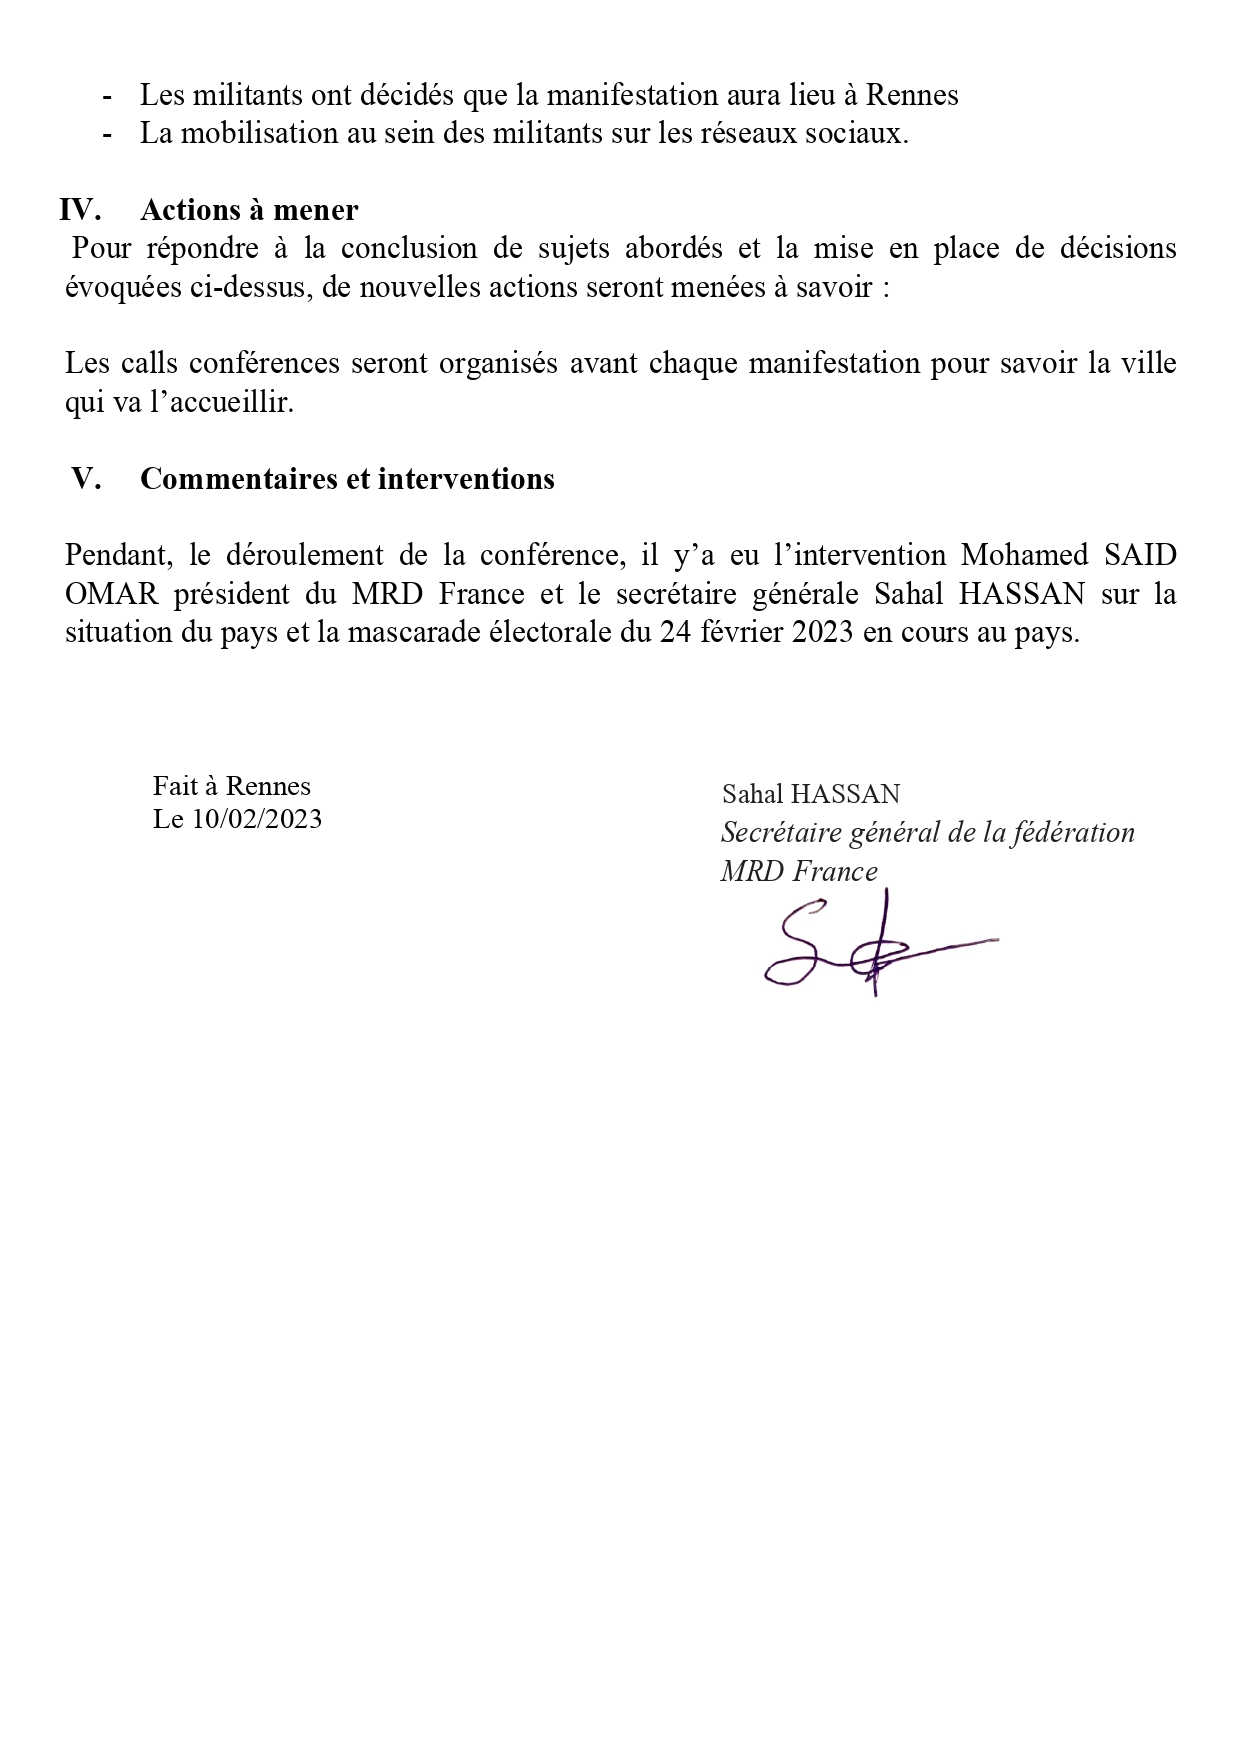 - Les militants ont décidés que la manifestation aura lieu à Rennes
- La mobilisation au sein des militants sur les réseaux sociaux.
IV. Actions à mener
Pour répondre à la conclusion de sujets abordés et la mise en place de décisions
évoquées ci-dessus, de nouvelles actions seront menées à savoir :
Les calls conférences seront organisés avant chaque manifestation pour savoir la ville
qui va l’accueillir.
V. Commentaires et interventions
Pendant, le déroulement de la conférence, il y’a eu l’intervention Mohamed SAID
OMAR président du MRD France et le secrétaire générale Sahal HASSAN sur la
situation du pays et la mascarade électorale du 24 février 2023 en cours au pays.
Fait à Rennes
Le 10/02/2023
Sahal HASSAN
Secrétaire général de la fédération
MRD France